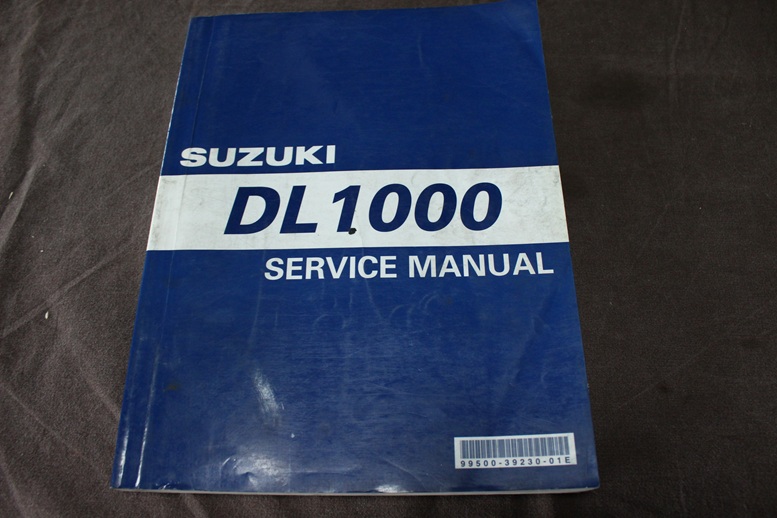 SUZUKI
DL1000
SERVICE MANUAL
99500-39230-01E